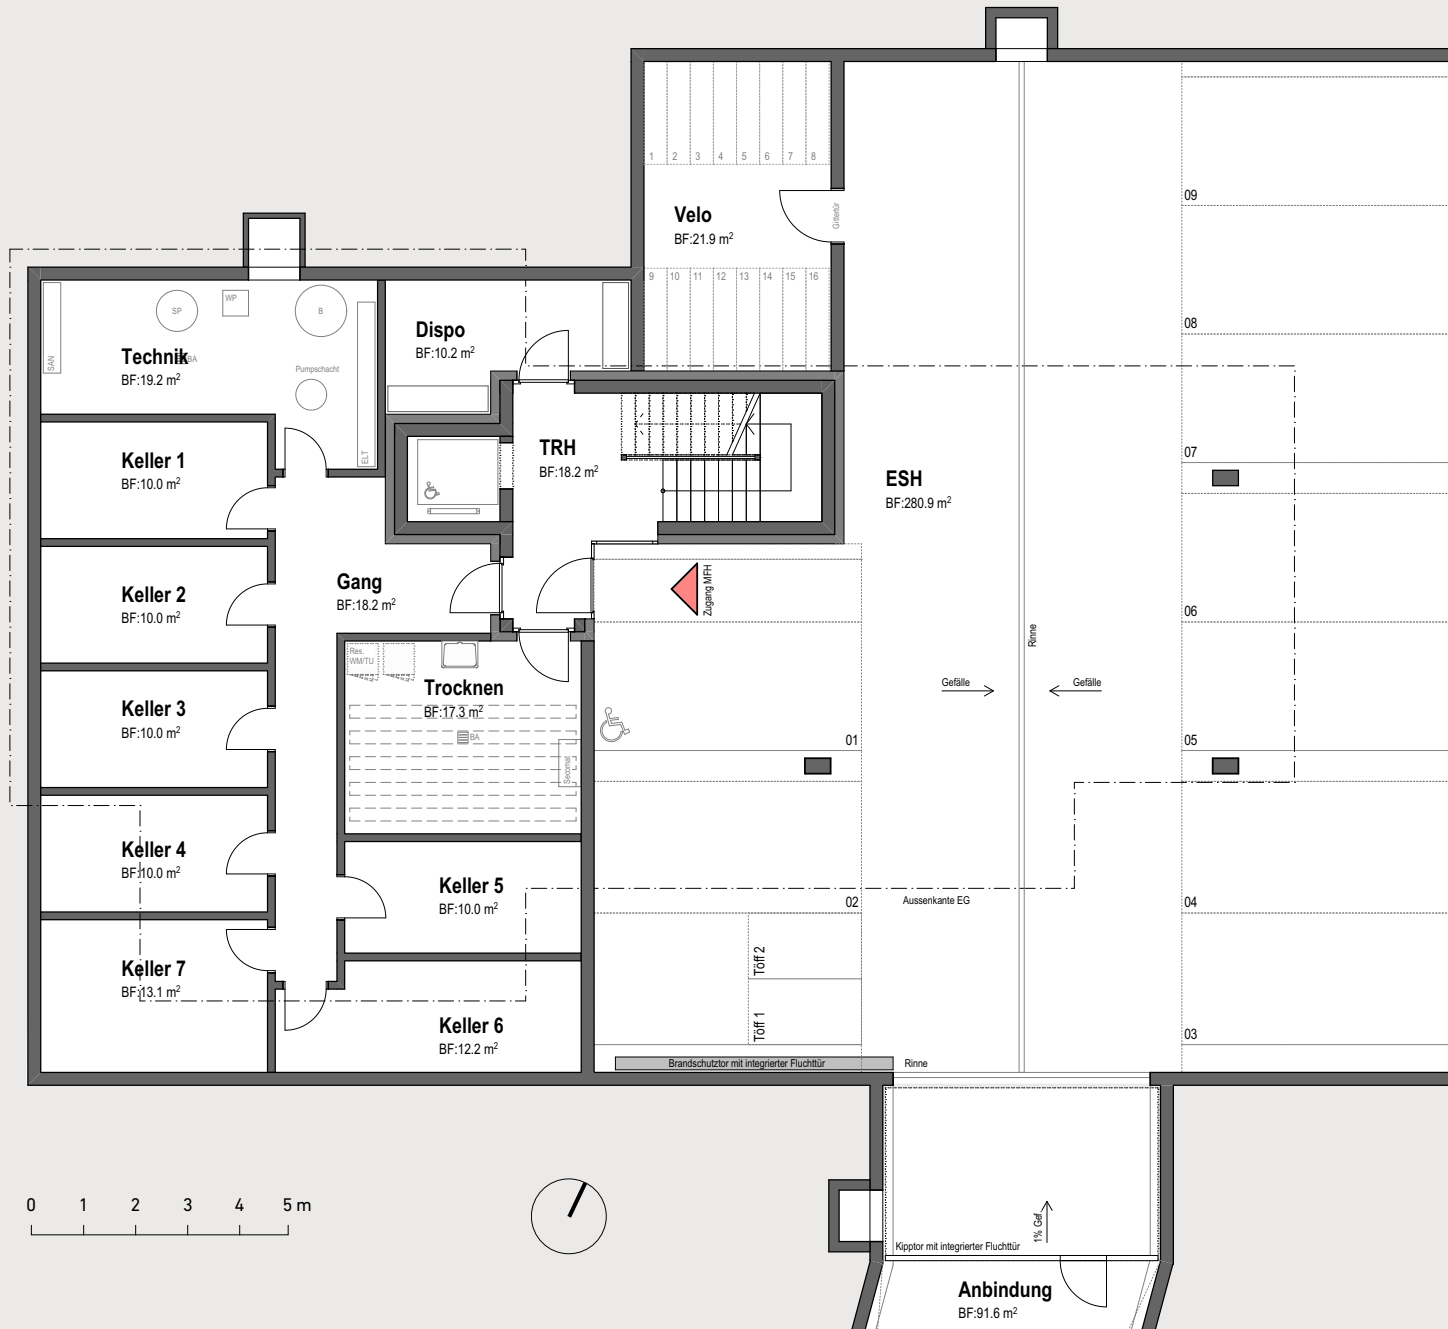 1 2 3 4 5 6 7 8
Velo
BF:21.9 m²
Gittertür
9 10 11 12 13 14 15 16
09
08
07
06
05
04
03
SAN
SP
WP
B
Technik
BA
BF:19.2 m²
Pumpschacht
ELT
Dispo
BF:10.2 m²
TRH
BF:18.2 m²
ESH
BF:280.9 m²
Keller 1
BF:10.0 m²
Keller 2
BF:10.0 m²
Gang
BF:18.2 m²
Zugang MFH
Rinne
Gefälle
Gefälle
Res.
WM/TU
Trocknen
BF:17.3 m²
BA
Secomat
Keller 3
BF:10.0 m²
01
Keller 4
BF:10.0 m²
Keller 5
BF:10.0 m²
02
Aussenkante EG
Töff 2
Töff 1
Keller 7
BF:13.1 m²
Keller 6
BF:12.2 m²
Brandschutztor mit integrierter Fluchttür
Rinne
0 1 2 3 4 5 m
1% Gef.
Kipptor mit integrierter Fluchttür
Anbindung
BF:91.6 m²